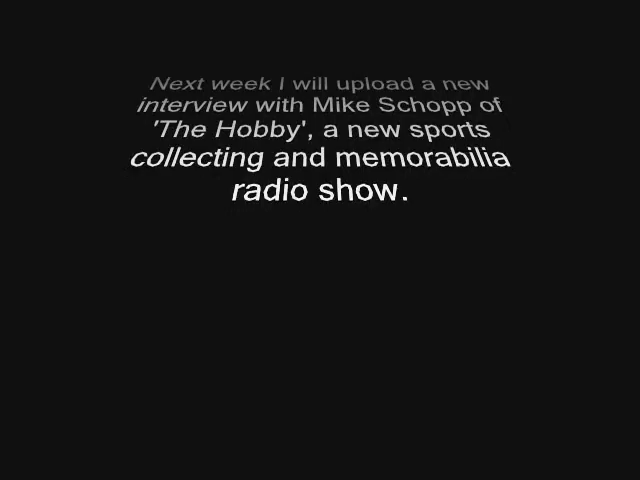 Next week I will upload a new
interview with Mike Schopp of
'The Hobby', a new sports
collecting and memorabilia
radio show.